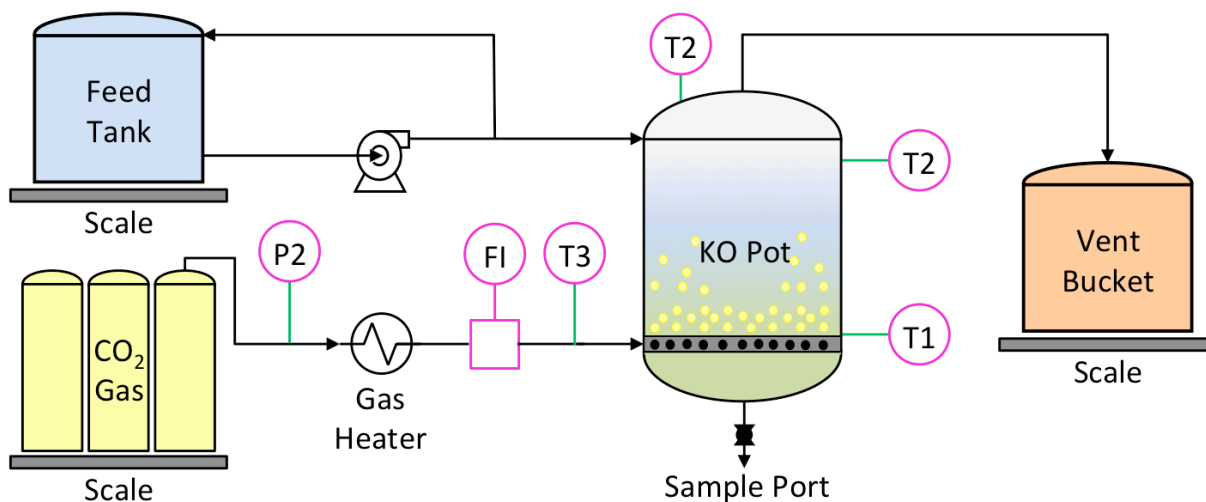 T2
Feed
Tank
T2
Scale
P2
FI
T3
KO Pot
Vent
Bucket
T1
CO₂
Gas
Scale
Gas
Heater
Scale
Sample Port